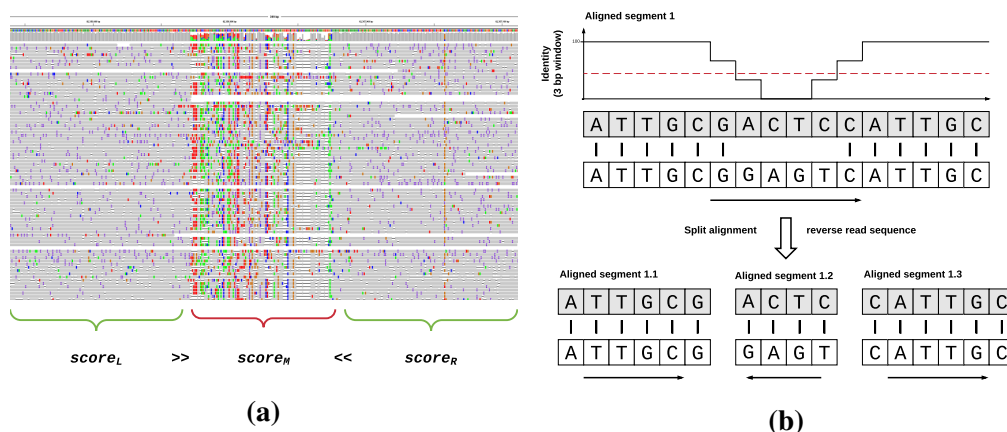 score_L >> score_M << score_R
(a)
Aligned segment 1
Identity
(3 bp window)
100
A T T G C G A C T C C A T T G C
A T T G C G G A G T C A T T G C
Split alignment reverse read sequence
Aligned segment 1.1 Aligned segment 1.2 Aligned segment 1.3
A T T G C G A C T C C A T T G C
A T T G C G G A G T C A T T G C
(b)